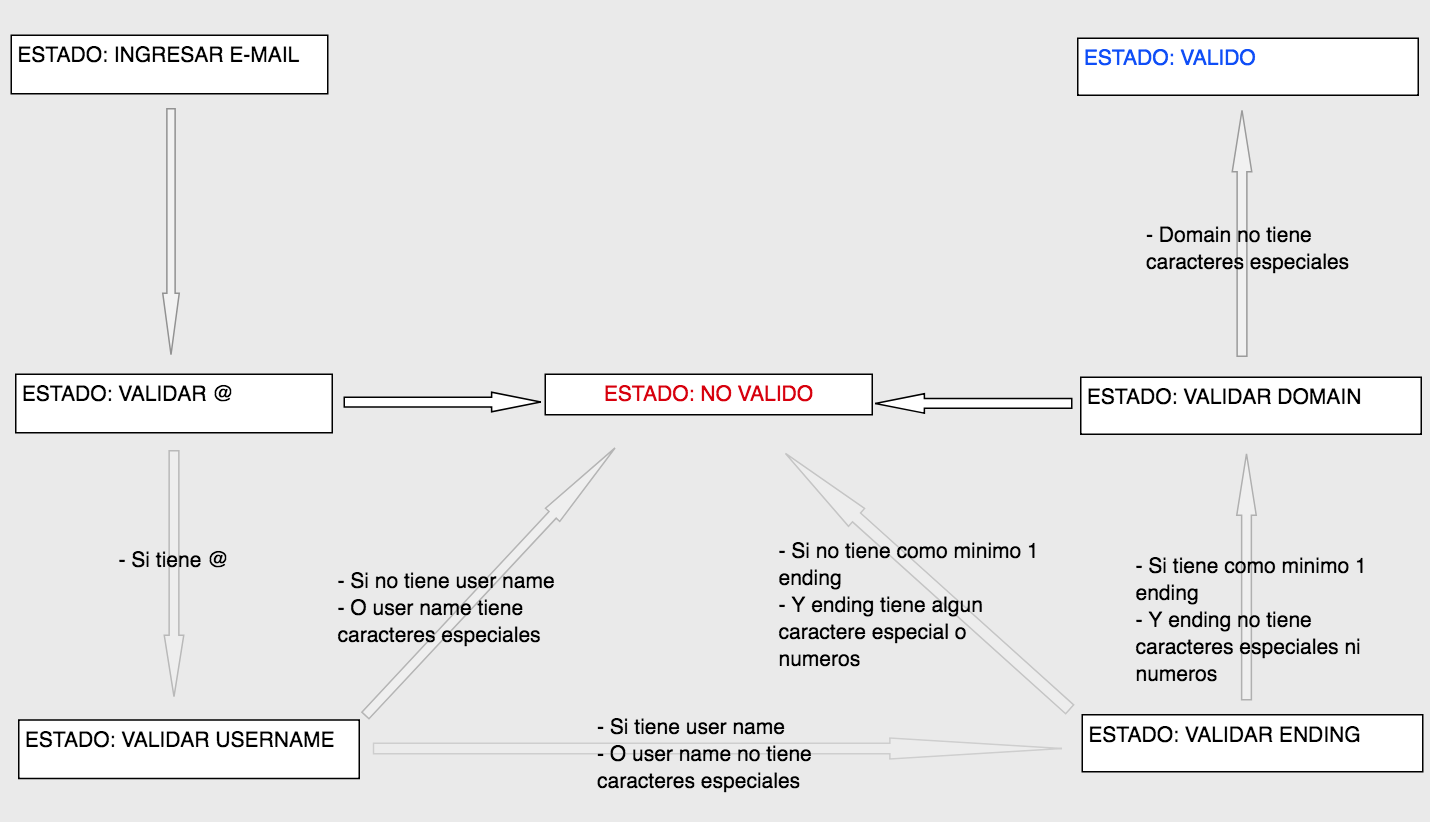 ESTADO: INGRESAR E-MAIL
ESTADO: VALIDO
- Domain no tiene
caracteres especiales
ESTADO: VALIDAR @
ESTADO: NO VALIDO
ESTADO: VALIDAR DOMAIN
- Si tiene @
- Si no tiene user name
- O user name tiene
caracteres especiales
- Si no tiene como minimo 1
ending
- Y ending tiene algun
caractere especial o
numeros
- Si tiene como minimo 1
ending
- Y ending no tiene
caracteres especiales ni
numeros
ESTADO: VALIDAR USERNAME
- Si tiene user name
- O user name no tiene
caracteres especiales
ESTADO: VALIDAR ENDING